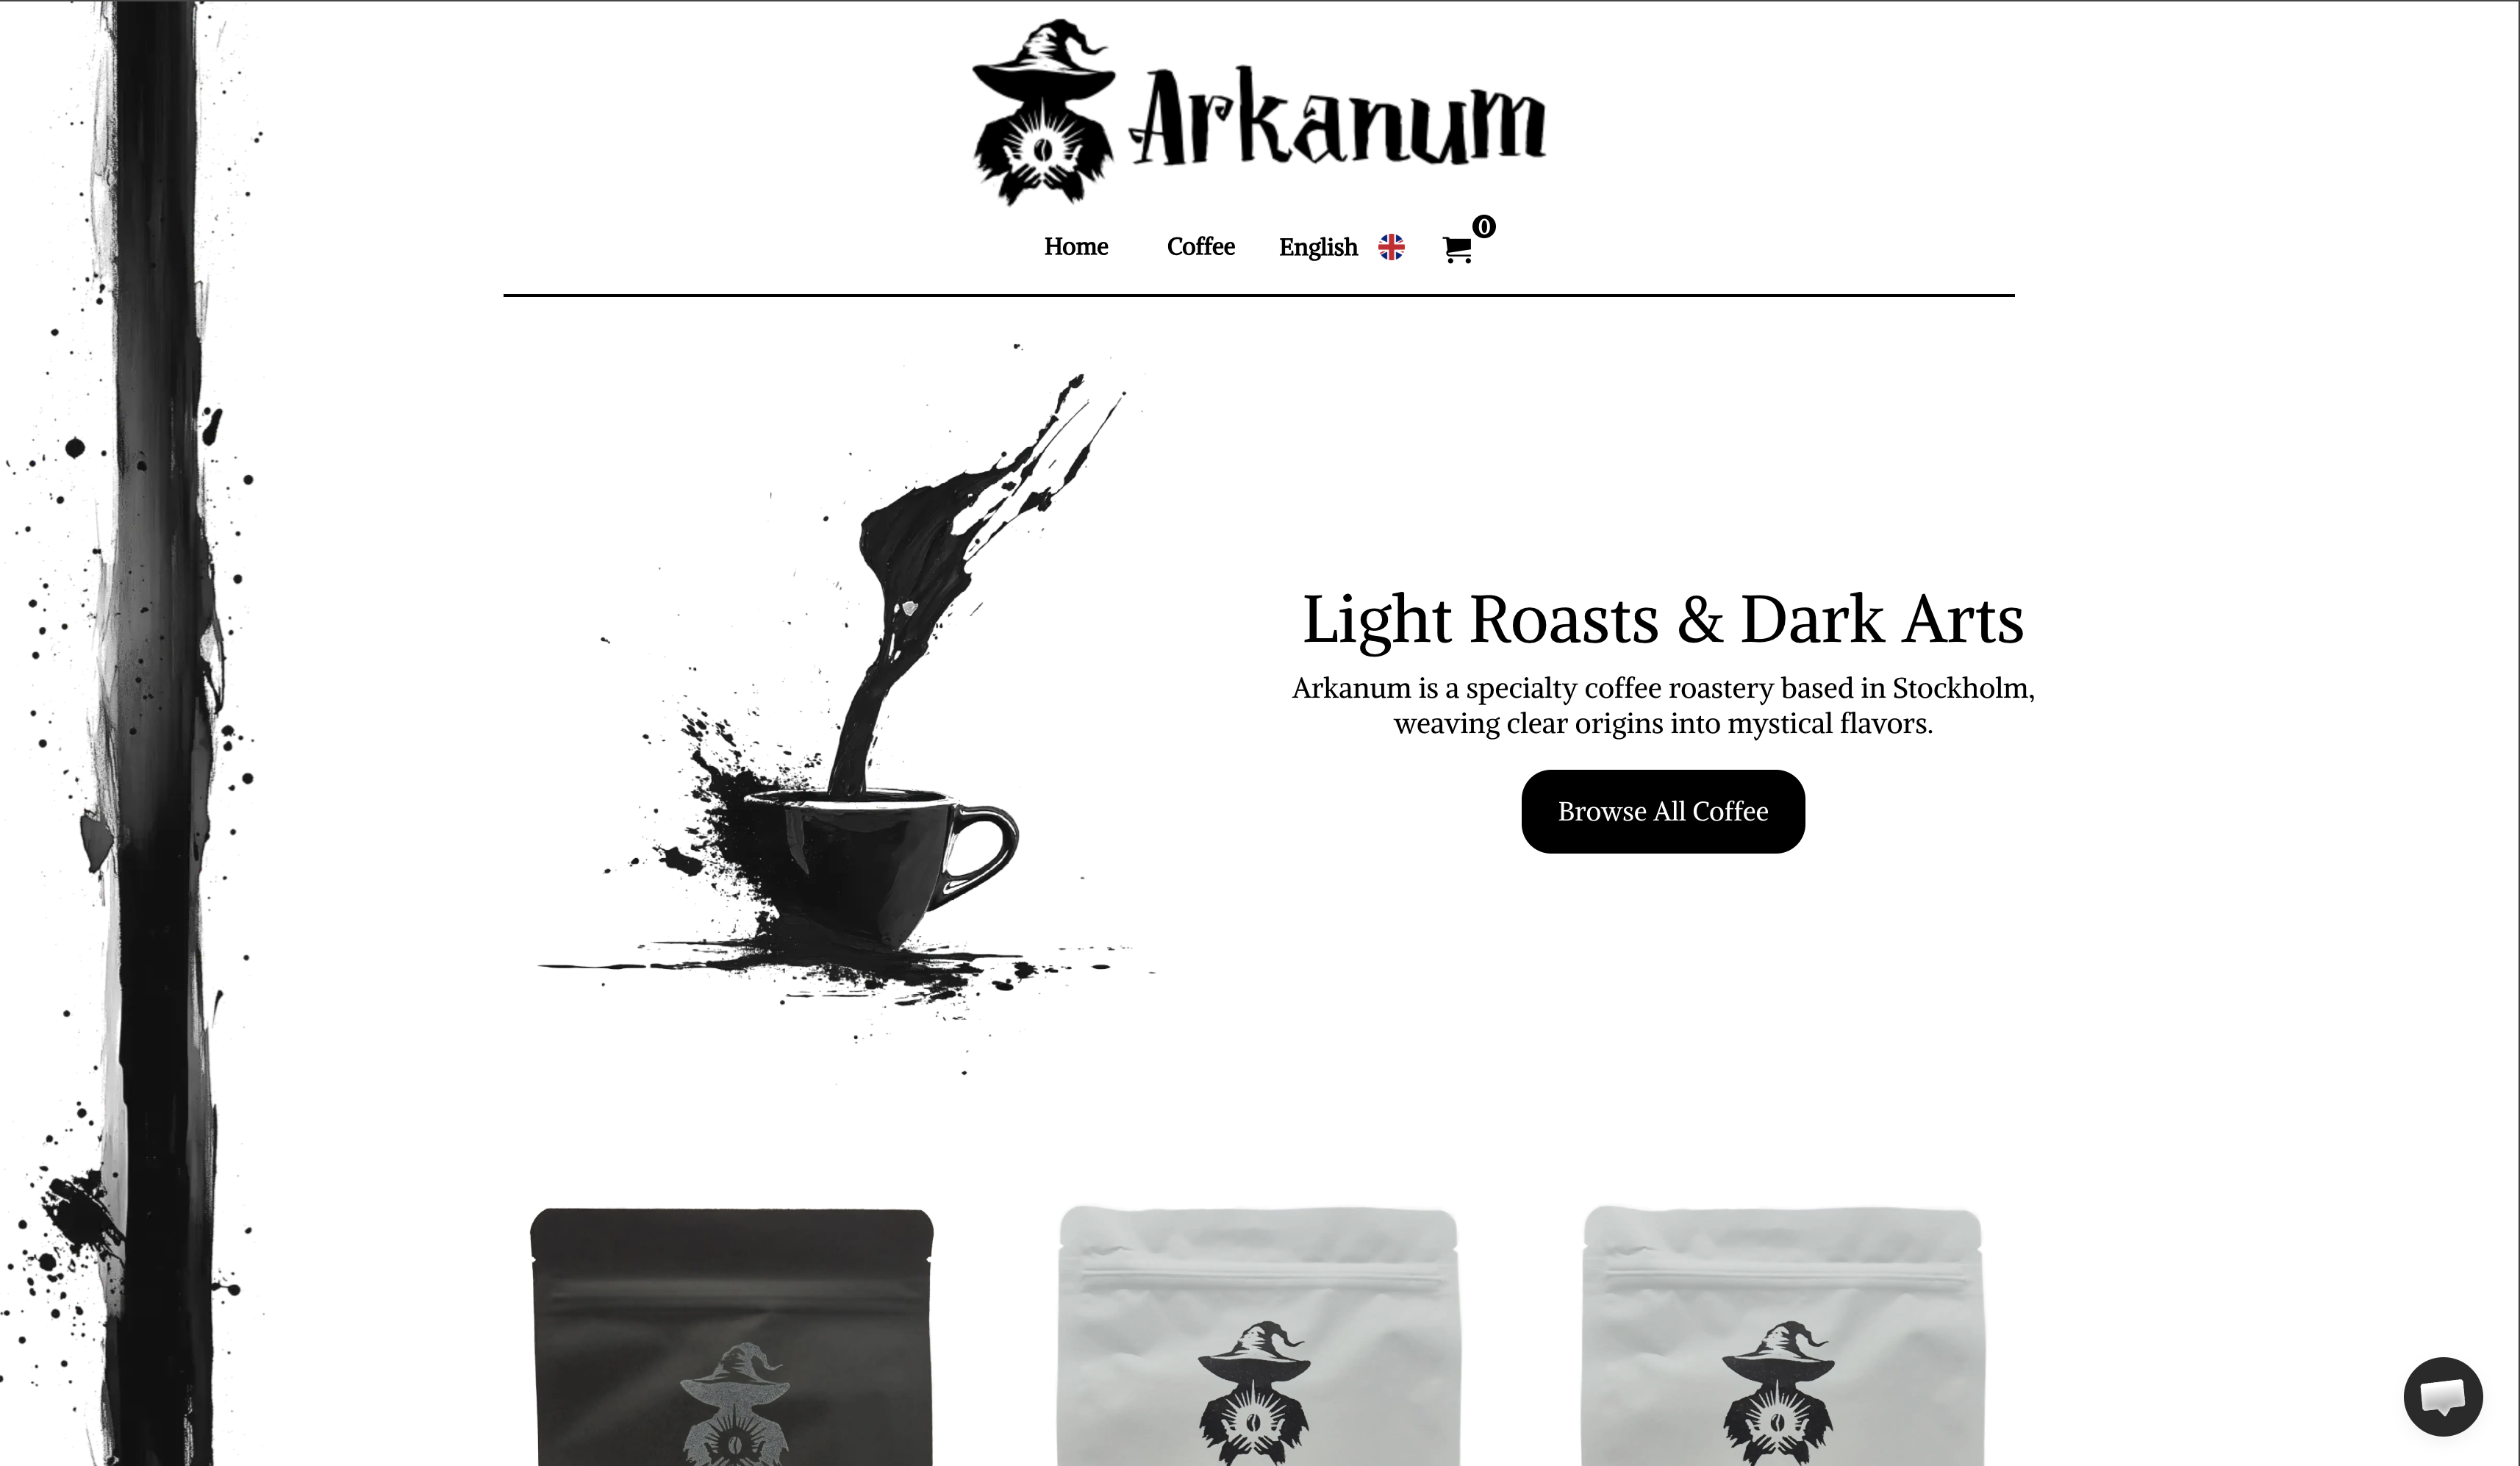 Arkanum
Home Coffee English 0
Light Roasts & Dark Arts
Arkanum is a specialty coffee roastery based in Stockholm,
weaving clear origins into mystical flavors.
Browse All Coffee